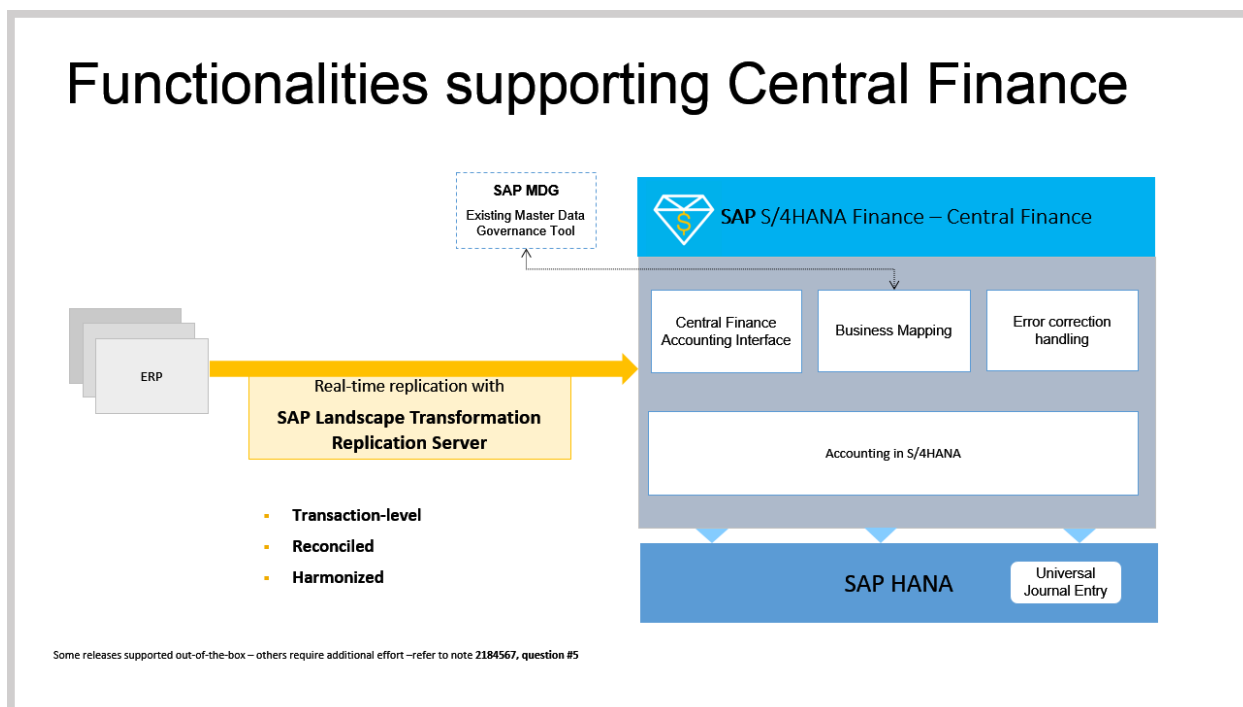 Functionalities supporting Central Finance
SAP MDG
Existing Master Data
Governance Tool
$
SAP S/4HANA Finance – Central Finance
Central Finance
Accounting Interface
Business Mapping
Error correction
handling
ERP
Real-time replication with
SAP Landscape Transformation
Replication Server
Accounting in S/4HANA
▪ Transaction-level
▪ Reconciled
▪ Harmonized
SAP HANA
Universal
Journal Entry
Some releases supported out-of-the-box – others require additional effort –refer to note 2184567, question #5